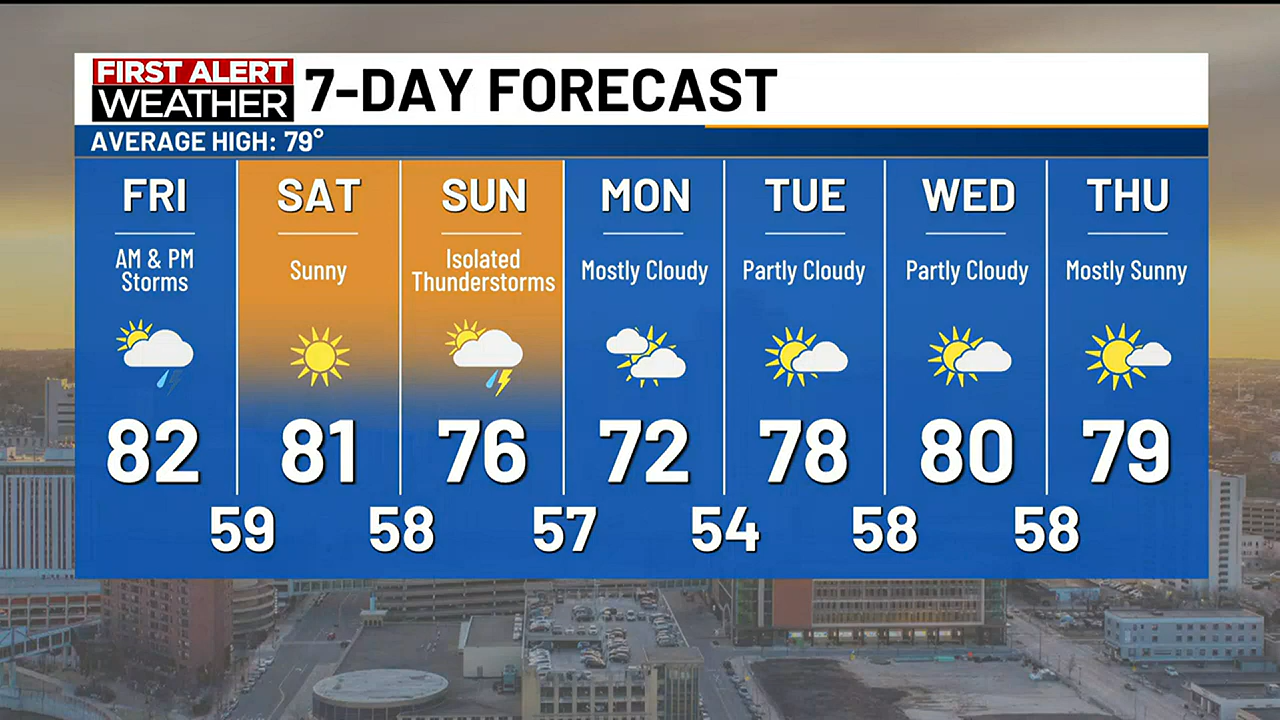 FIRST ALERT
WEATHER
7-DAY FORECAST
AVERAGE HIGH: 79°
FRI
AM & PM
Storms
82
SAT
Sunny
81
SUN
Isolated
Thunderstorms
76
MON
Mostly Cloudy
72
TUE
Partly Cloudy
78
WED
Partly Cloudy
80
THU
Mostly Sunny
79
59
58
57
54
58
58